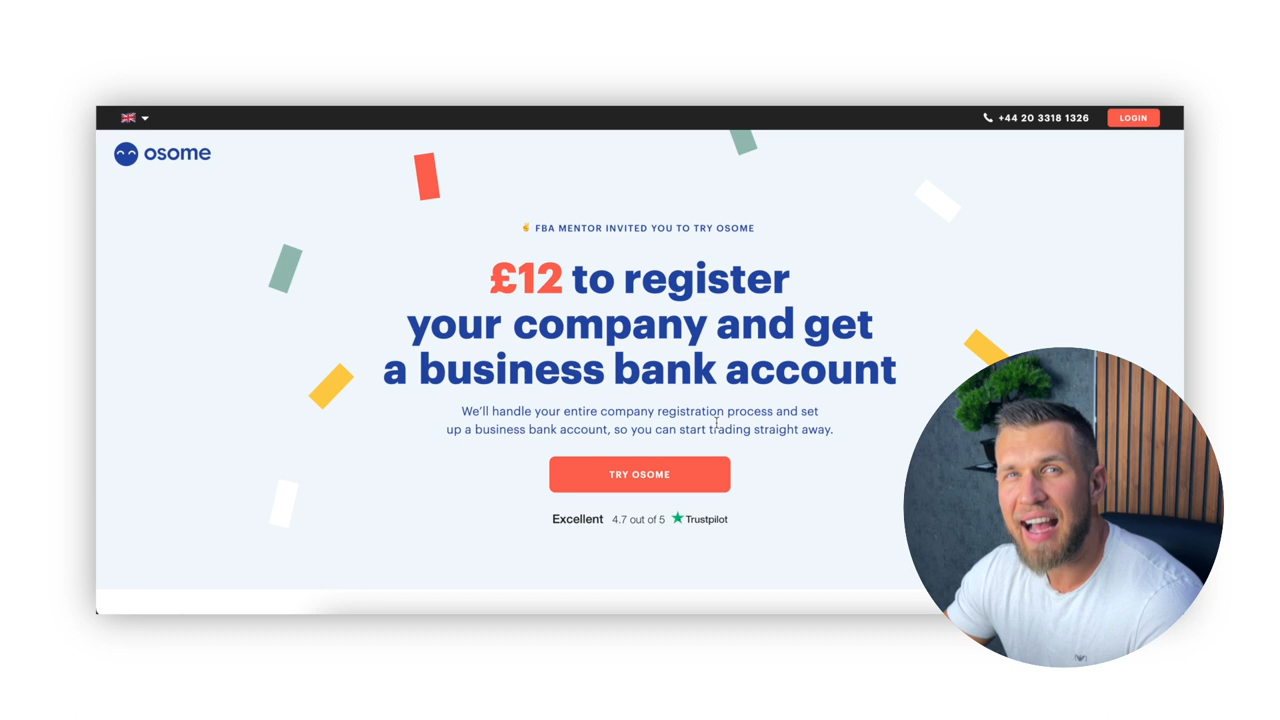 +44 20 3318 1326
LOGIN
osome
FBA MENTOR INVITED YOU TO TRY OSOME
£12 to register
your company and get
a business bank account
We'll handle your entire company registration process and set
up a business bank account, so you can start trading straight away.
TRY OSOME
Excellent 4.7 out of 5 Trustpilot